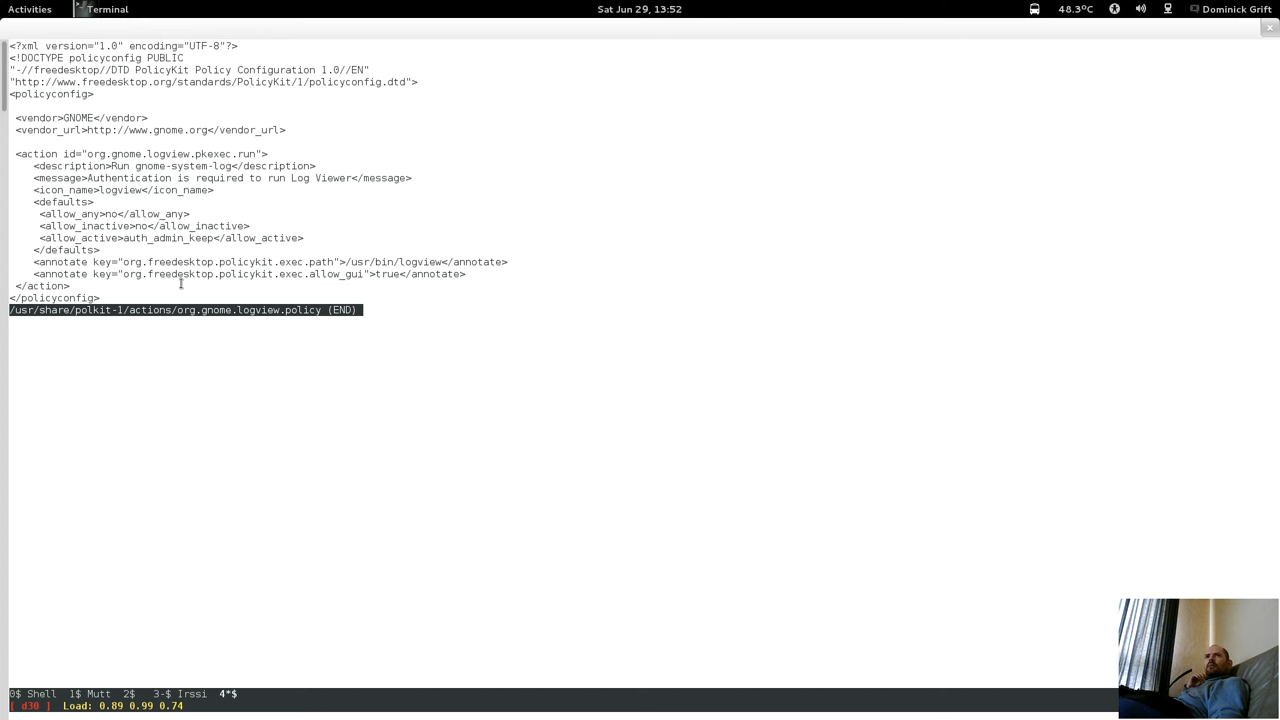 Activities Terminal Sat Jun 29, 13:52 48.3°C Dominick Grift
<?xml version="1.0" encoding="UTF-8"?>
<!DOCTYPE policyconfig PUBLIC
"-//freedesktop//DTD PolicyKit Policy Configuration 1.0//EN"
"http://www.freedesktop.org/standards/PolicyKit/1/policyconfig.dtd">
<policyconfig>
<vendor>GNOME</vendor>
<vendor_url>http://www.gnome.org</vendor_url>
<action id="org.gnome.logview.pkexec.run">
<description>Run gnome-system-log</description>
<message>Authentication is required to run Log Viewer</message>
<icon_name>logview</icon_name>
<defaults>
<allow_any>no</allow_any>
<allow_inactive>no</allow_inactive>
<allow_active>auth_admin_keep</allow_active>
</defaults>
<annotate key="org.freedesktop.policykit.exec.path">/usr/bin/logview</annotate>
<annotate key="org.freedesktop.policykit.exec.allow_gui">true</annotate>
</action>
</policyconfig>
/usr/share/polkit-1/actions/org.gnome.logview.policy (END)
0$ Shell 1$ Mutt 2$ 3-$ Irssi 4*$
[ d30 ] Load: 0.89 0.99 0.74